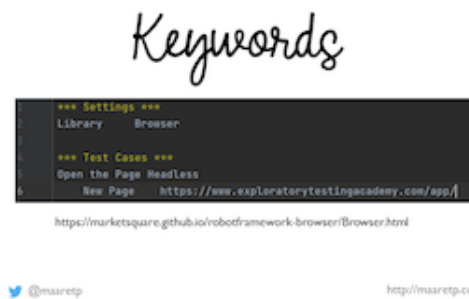 Keywords
1 *** Settings ***
2 Library Browser
3
4 *** Test Cases ***
5 Open the Page Headless
6 New Page https://www.exploratorytestingacademy.com/app/
https://marketsquare.github.io/robotframework-browser/Browser.html
@maaretp
http://maaretp.c